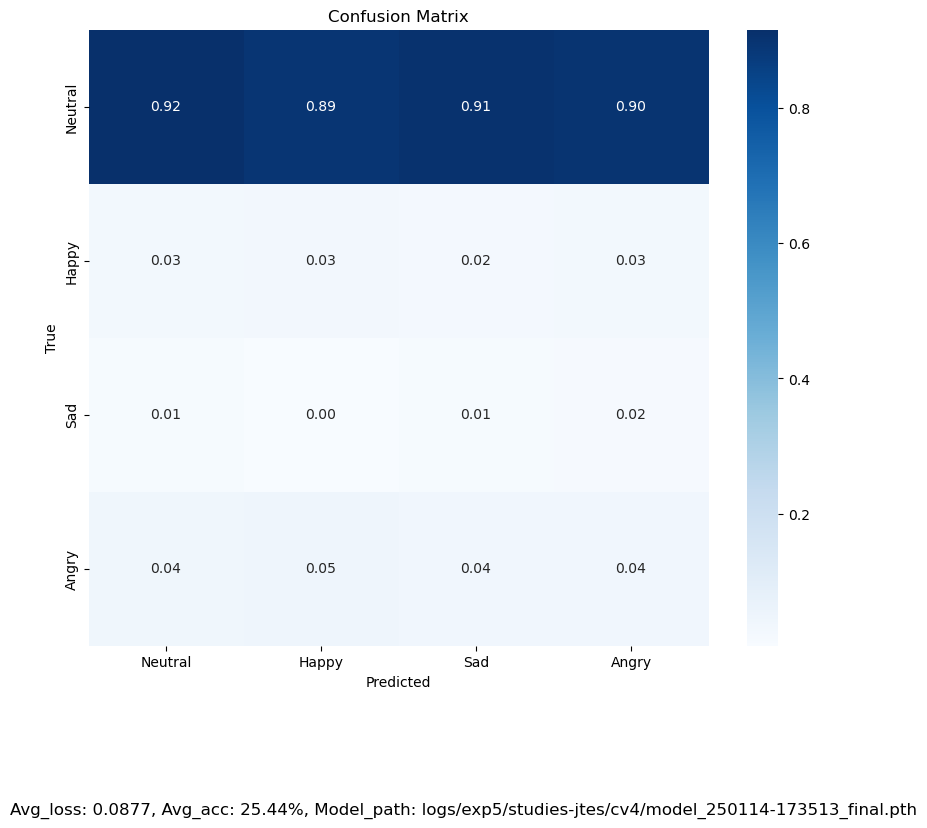 Confusion Matrix
Neutral 0.92 0.89 0.91 0.90
Happy 0.03 0.03 0.02 0.03
Sad 0.01 0.00 0.01 0.02
Angry 0.04 0.05 0.04 0.04
True
Neutral Happy Sad Angry
Predicted
0.8
0.6
0.4
0.2
Avg_loss: 0.0877, Avg_acc: 25.44%, Model_path: logs/exp5/studies-jtes/cv4/model_250114-173513_final.pth